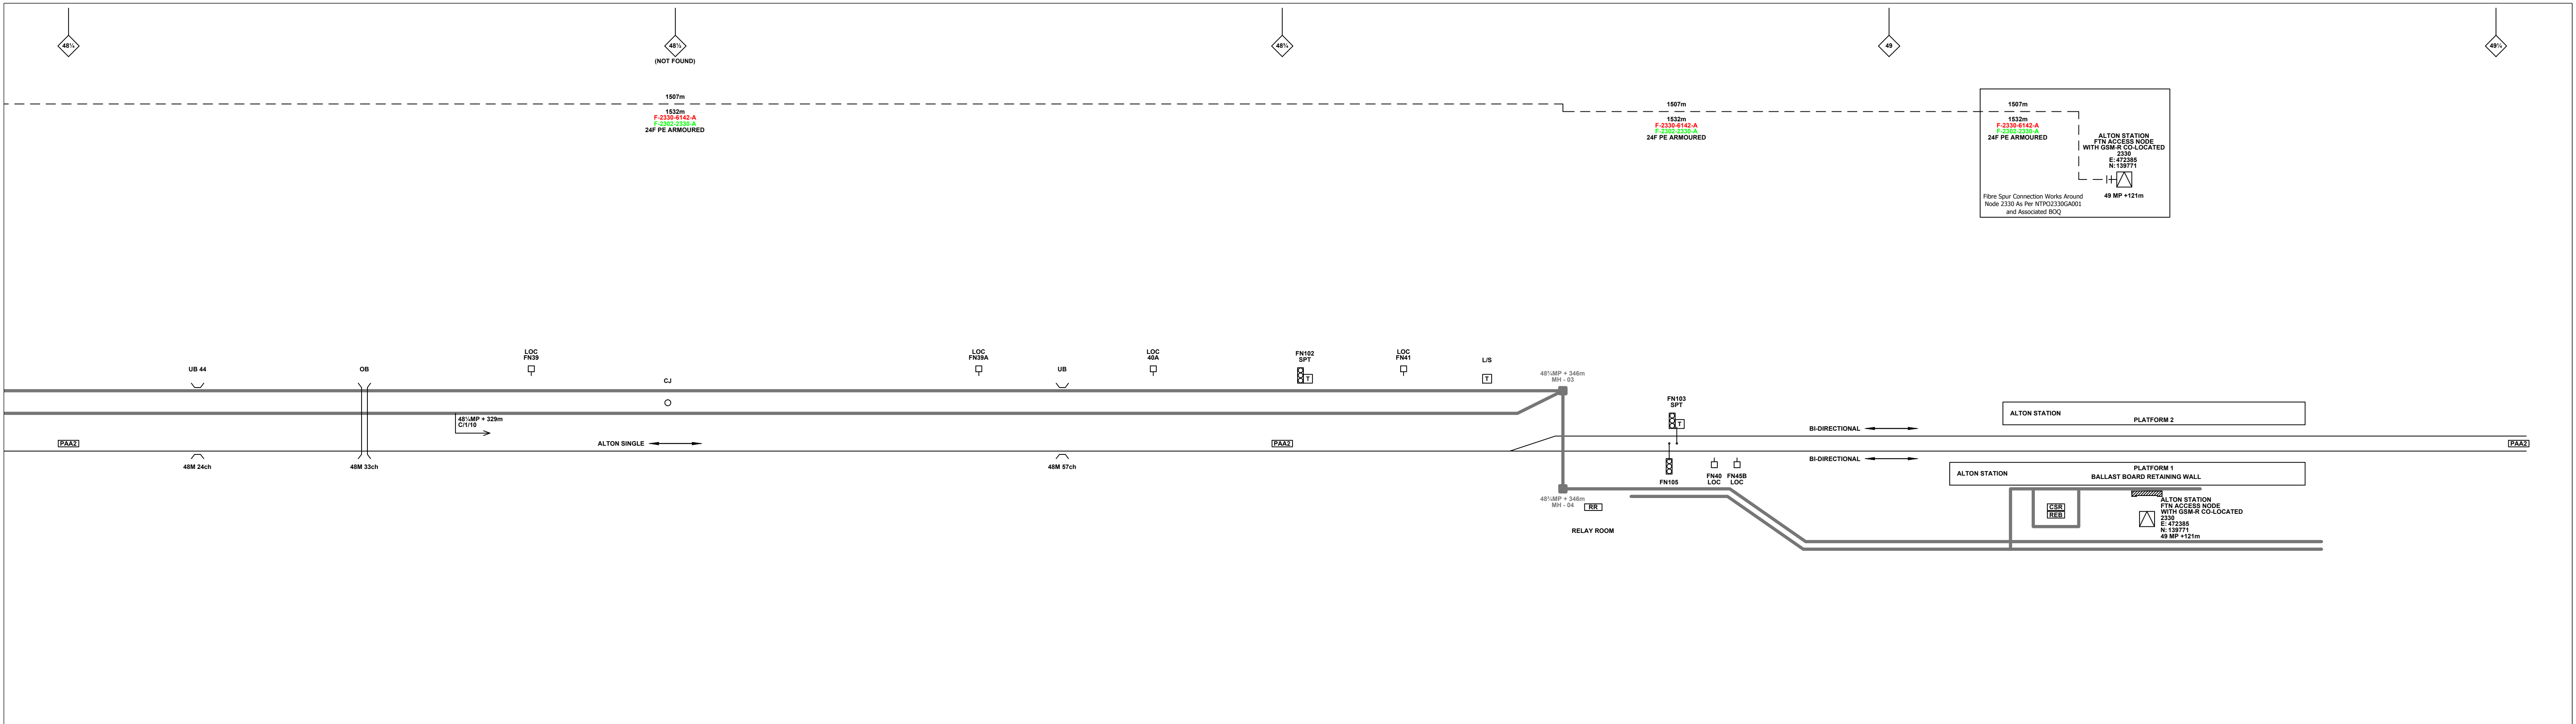 48¼
48½
(NOT FOUND)
48¾
49
49¼
1507m
1532m
F-2330-6142-A
F-2302-2330-A
24F PE ARMOURED
1507m
1532m
F-2330-6142-A
F-2302-2330-A
24F PE ARMOURED
1507m
1532m
F-2330-6142-A
F-2302-2330-A
24F PE ARMOURED
ALTON STATION
FTN ACCESS NODE
WITH GSM-R CO-LOCATED
2330
E: 472385
N: 139771
49 MP +121m
Fibre Spur Connection Works Around
Node 2330 As Per NTPO2330GA001
and Associated BOQ
UB 44
OB
LOC
FN39
CJ
LOC
FN39A
UB
LOC
40A
FN102
SPT
T
LOC
FN41
L/S
T
48¾MP + 346m
MH - 03
FN103
SPT
T
48¼MP + 329m
C/1/10
PAA2
ALTON SINGLE
PAA2
BI-DIRECTIONAL
ALTON STATION
PLATFORM 2
PAA2
48M 24ch
48M 33ch
48M 57ch
BI-DIRECTIONAL
ALTON STATION
PLATFORM 1
BALLAST BOARD RETAINING WALL
FN105
FN40
LOC
FN45B
LOC
48¾MP + 346m
MH - 04
RR
RELAY ROOM
CSR
REB
ALTON STATION
FTN ACCESS NODE
WITH GSM-R CO-LOCATED
2330
E: 472385
N: 139771
49 MP +121m